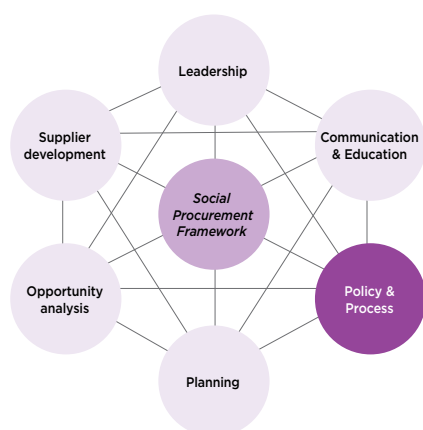 Leadership
Supplier
development
Communication
& Education
Social
Procurement
Framework
Opportunity
analysis
Policy &
Process
Planning